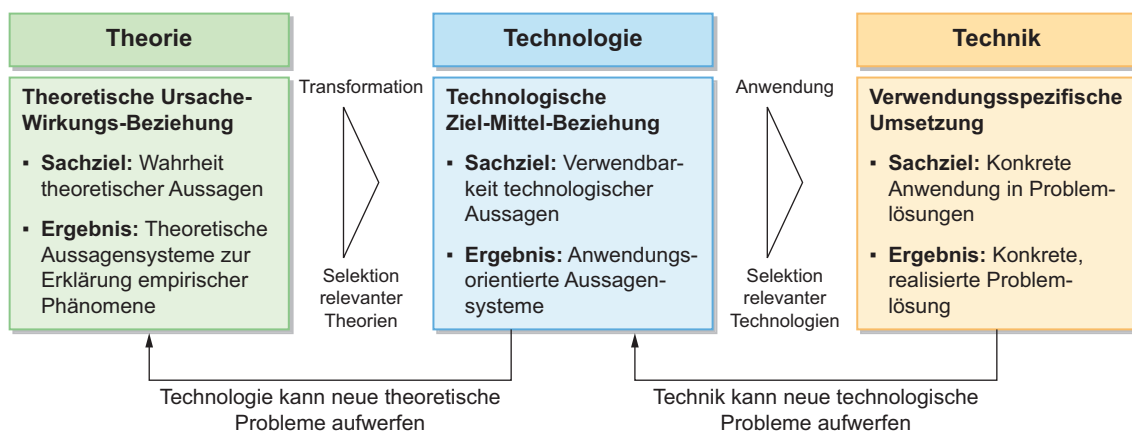 Theorie
Theoretische Ursache-
Wirkungs-Beziehung
▪ Sachziel: Wahrheit
theoretischer Aussagen
▪ Ergebnis: Theoretische
Aussagensysteme zur
Erklärung empirischer
Phänomene
Transformation
Selektion
relevanter
Theorien
Technologie
Technologische
Ziel-Mittel-Beziehung
▪ Sachziel: Verwendbar-
keit technologischer
Aussagen
▪ Ergebnis: Anwendungs-
orientierte Aussagen-
systeme
Anwendung
Selektion
relevanter
Technologien
Technik
Verwendungsspezifische
Umsetzung
▪ Sachziel: Konkrete
Anwendung in Problem-
lösungen
▪ Ergebnis: Konkrete,
realisierte Problem-
lösung
Technologie kann neue theoretische
Probleme aufwerfen
Technik kann neue technologische
Probleme aufwerfen